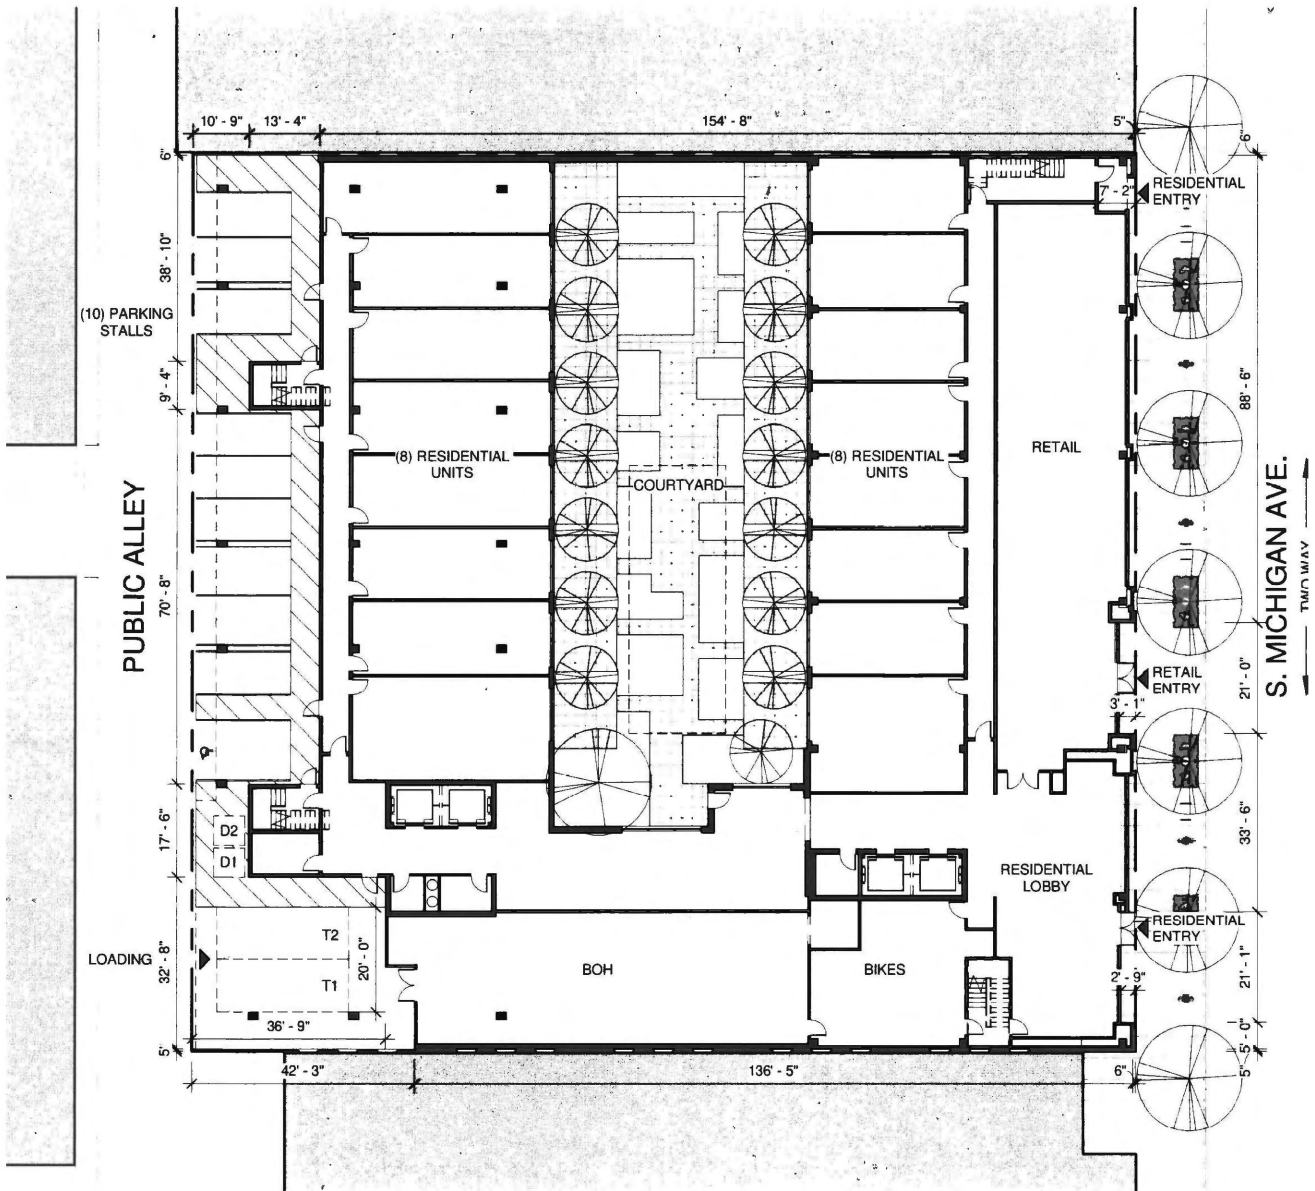 10' - 9"
13' - 4"
154' - 8"
5"
6"
6"
RESIDENTIAL
ENTRY
7' - 2"
38' - 10"
(10) PARKING
STALLS
9' - 4"
88' - 6"
RETAIL
(8) RESIDENTIAL
UNITS
(8) RESIDENTIAL
UNITS
COURTYARD
PUBLIC ALLEY
S. MICHIGAN AVE.
TWO WAY
70' - 8"
RETAIL
ENTRY
21' - 0"
3' - 1"
D2
D1
17' - 6"
33' - 6"
RESIDENTIAL
LOBBY
RESIDENTIAL
ENTRY
T2
LOADING
32' - 8"
20' - 0"
T1
BOH
BIKES
2' - 9"
21' - 1"
36' - 9"
5' 0"
5"
5"
42' - 3"
136' - 5"
6"